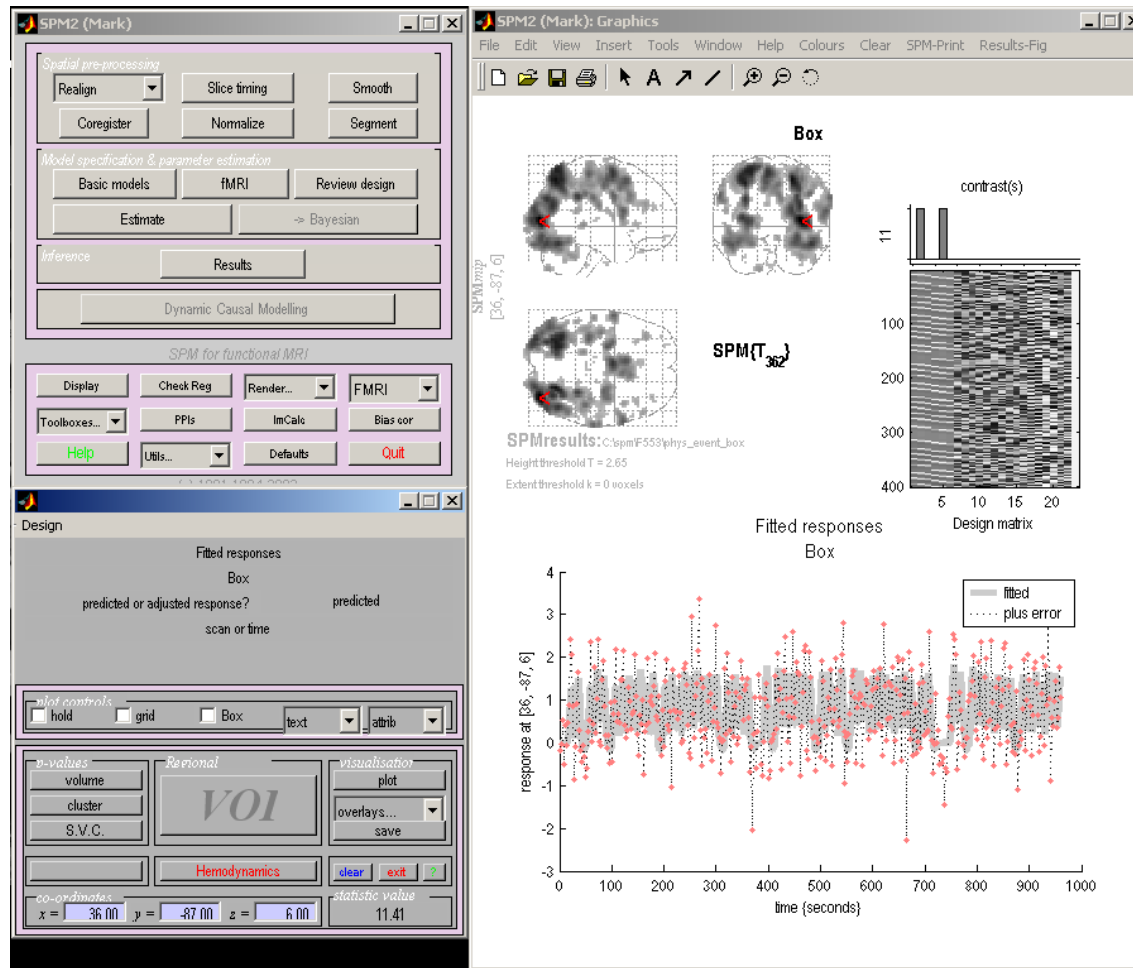 SPM2 (Mark)
Spatial pre-processing
Realign
Slice timing
Smooth
Coregister
Normalize
Segment
Model specification & parameter estimation
Basic models
fMRI
Review design
Estimate
-> Bayesian
Inference
Results
Dynamic Causal Modelling
SPM for functional MRI
Display
Check Reg
Render...
FMRI
Toolboxes...
PPIs
ImCalc
Bias cor
Help
Utils...
Defaults
Quit
Design
Fitted responses
Box
predicted or adjusted response?
predicted
scan or time
plot controls
hold
grid
Box
text
attrib
p-values
Regional
visualisation
volume
VOI
plot
cluster
overlays...
S.V.C.
save
Hemodynamics
clear
exit
?
co-ordinates
statistic value
x = 36.00 y = -87.00 z = 6.00
11.41
SPM2 (Mark): Graphics
File Edit View Insert Tools Window Help Colours Clear SPM-Print Results-Fig
A
Box
contrast(s)
11
SPMmip
[36, -87, 6]
<
<
<
SPM{T362}
100
200
300
400
5 10 15 20
Design matrix
SPMresults: C:\spm\F553\phys_event_box
Height threshold T = 2.65
Extent threshold k = 0 voxels
Fitted responses
Box
fitted
plus error
response at [36, -87, 6]
4
3
2
1
0
-1
-2
-3
0 100 200 300 400 500 600 700 800 900 1000
time {seconds}